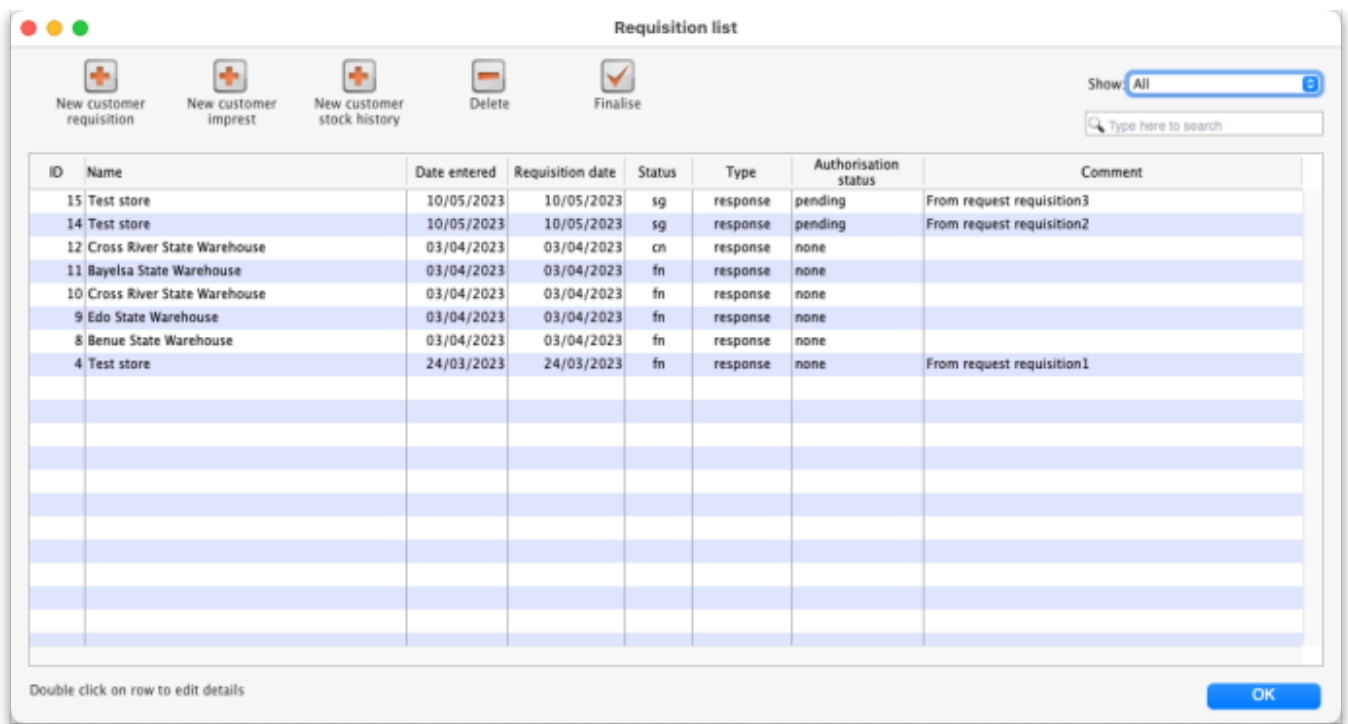 Requisition list
New customer requisition
New customer imprest
New customer stock history
Delete
Finalise
Show: All
Type here to search
ID Name Date entered Requisition date Status Type Authorisation status Comment
15 Test store 10/05/2023 10/05/2023 sg response pending From request requisition3
14 Test store 10/05/2023 10/05/2023 sg response pending From request requisition2
12 Cross River State Warehouse 03/04/2023 03/04/2023 cn response none
11 Bayelsa State Warehouse 03/04/2023 03/04/2023 fn response none
10 Cross River State Warehouse 03/04/2023 03/04/2023 fn response none
9 Edo State Warehouse 03/04/2023 03/04/2023 fn response none
8 Benue State Warehouse 03/04/2023 03/04/2023 fn response none
4 Test store 24/03/2023 24/03/2023 fn response none From request requisition1
Double click on row to edit details
OK